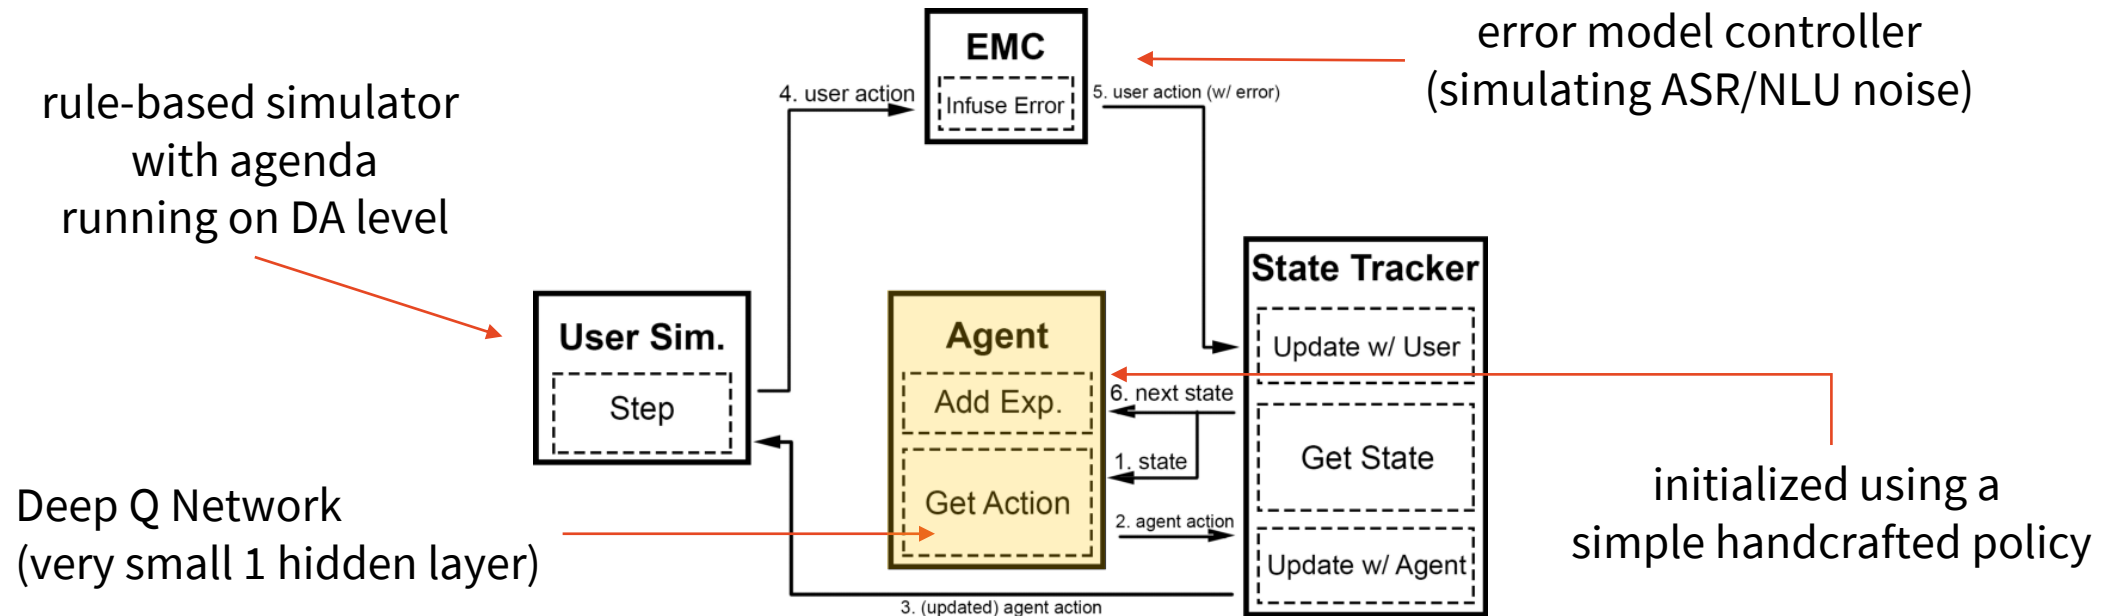 EMC
Infuse Error
error model controller
(simulating ASR/NLU noise)
rule-based simulator
with agenda
running on DA level
4. user action
5. user action (w/ error)
User Sim.
Step
Agent
Add Exp.
Get Action
6. next state
1. state
2. agent action
3. (updated) agent action
State Tracker
Update w/ User
Get State
Update w/ Agent
Deep Q Network
(very small 1 hidden layer)
initialized using a
simple handcrafted policy